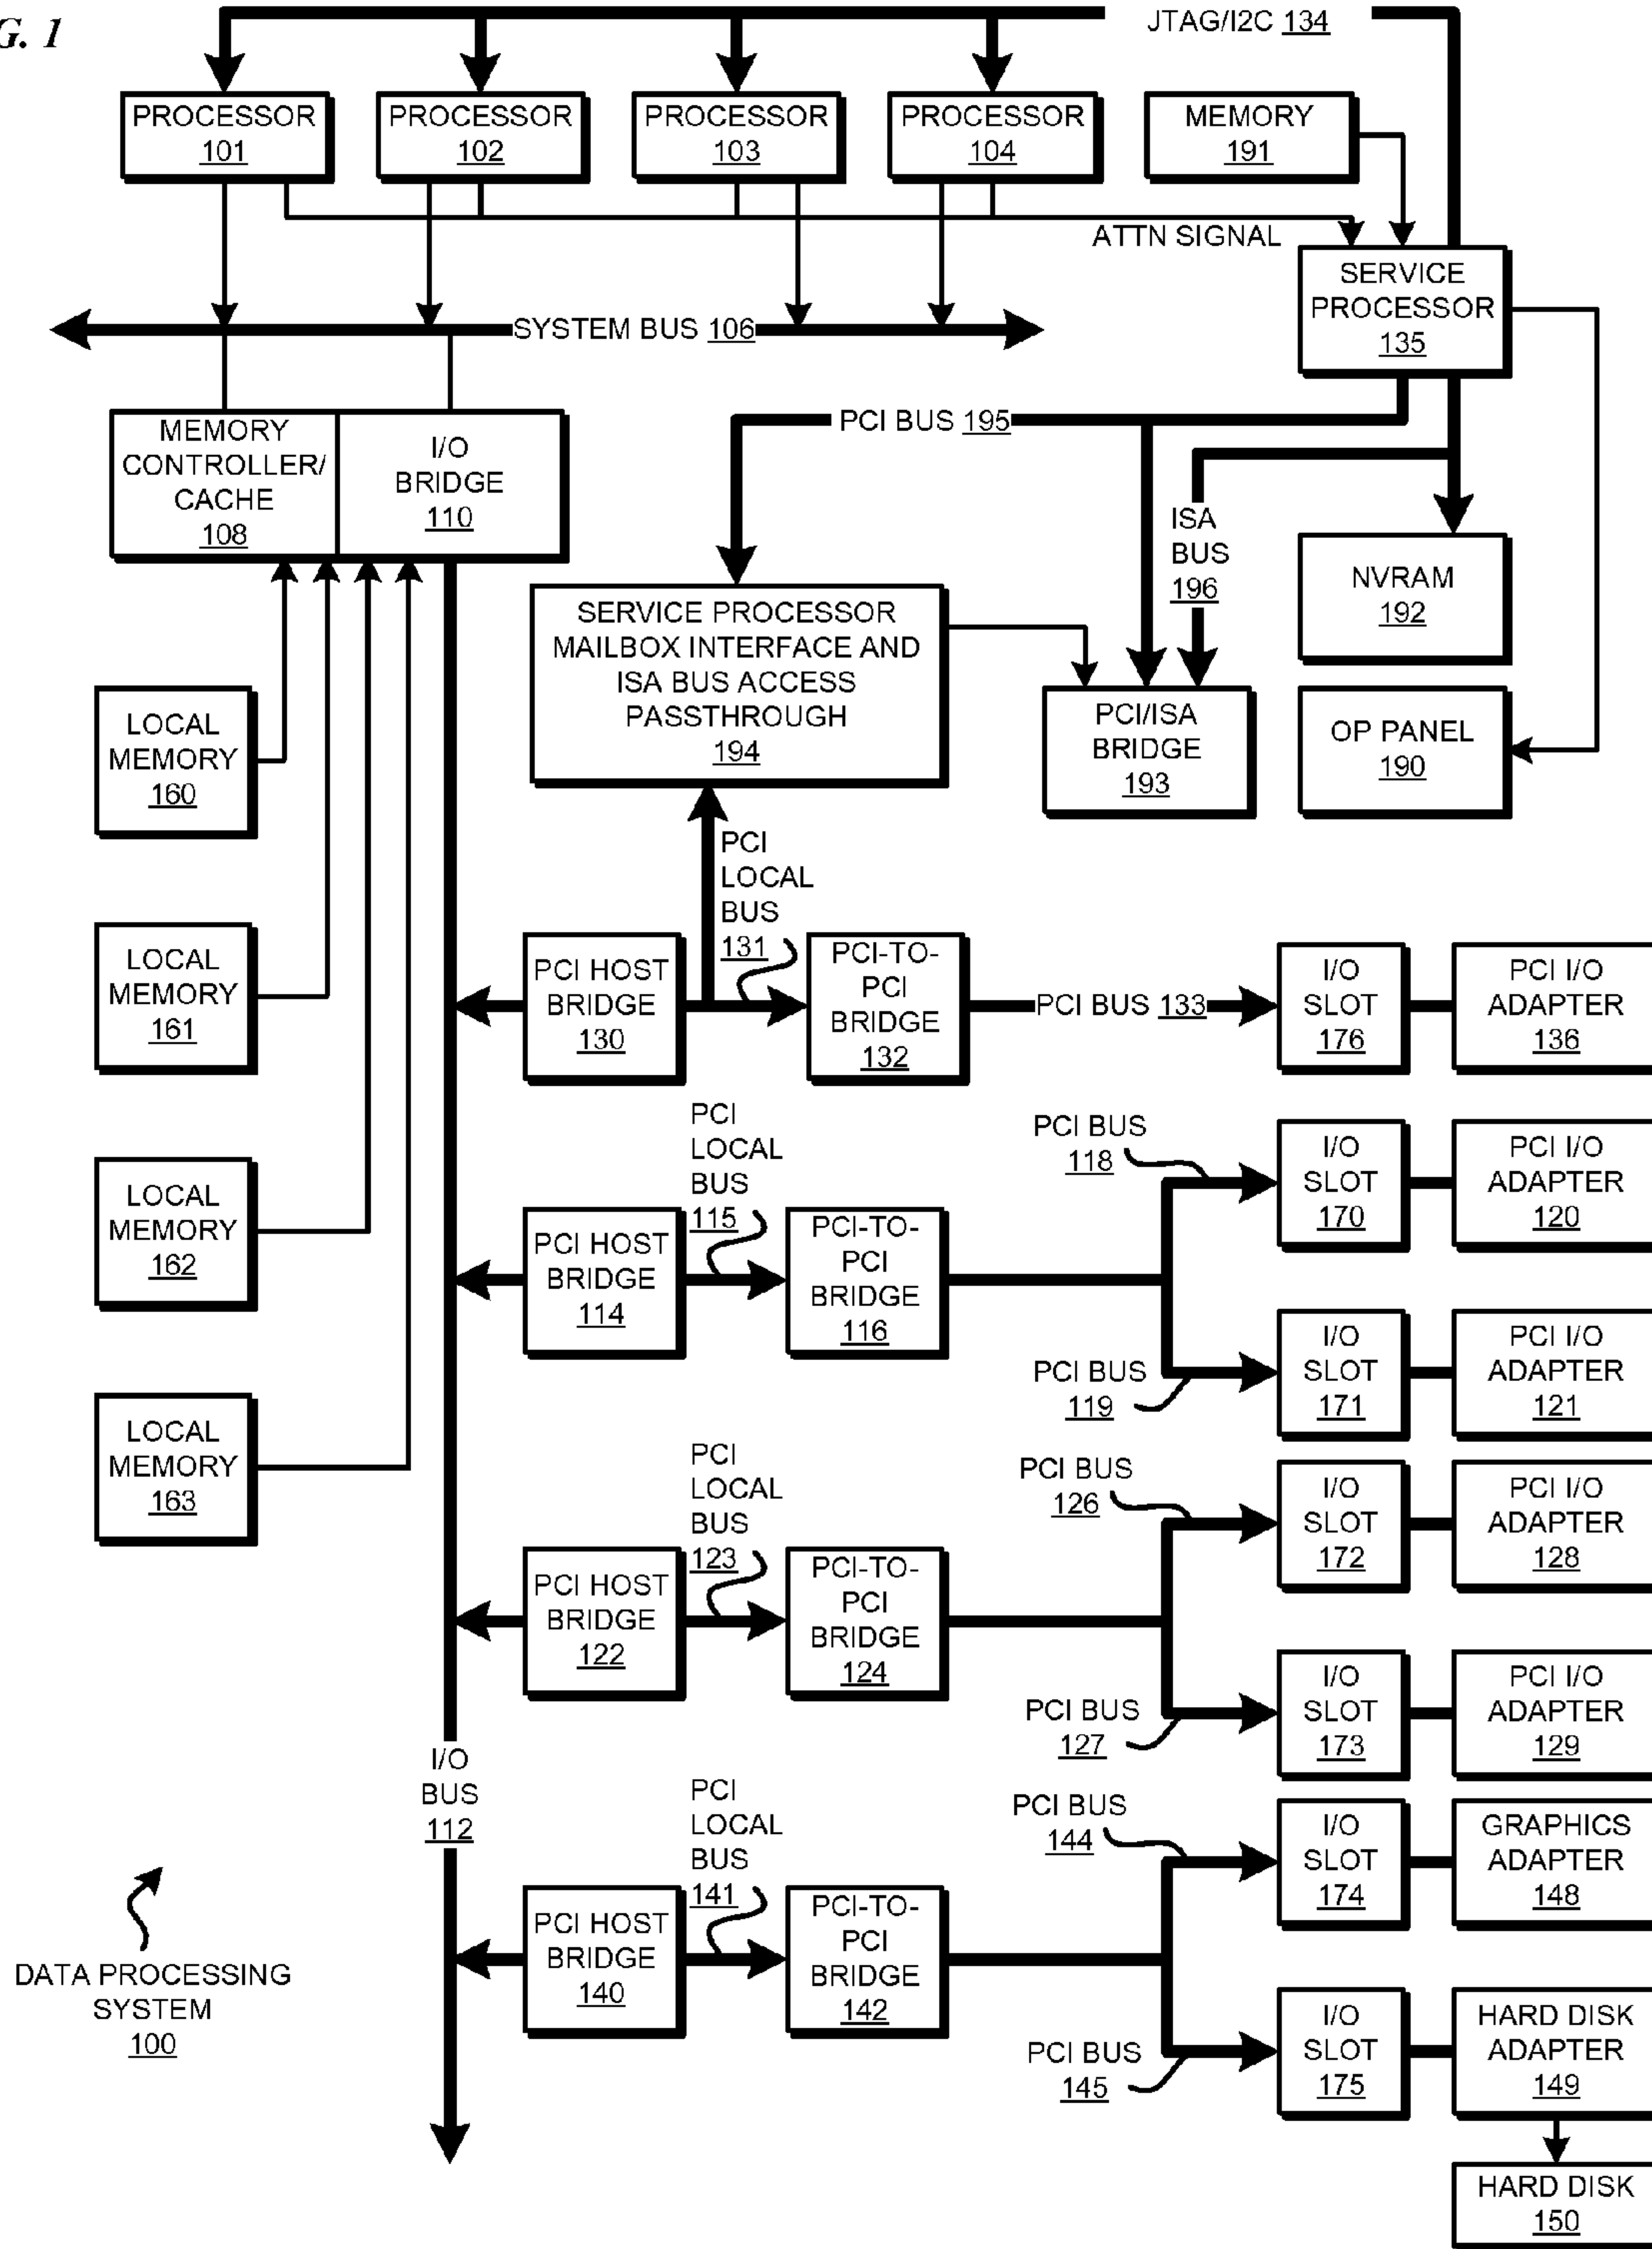 G. 1
JTAG/I2C 134
PROCESSOR
101
PROCESSOR
102
PROCESSOR
103
PROCESSOR
104
MEMORY
191
ATTN SIGNAL
SERVICE
PROCESSOR
135
SYSTEM BUS 106
MEMORY
CONTROLLER/
CACHE
108
I/O
BRIDGE
110
PCI BUS 195
ISA
BUS
196
NVRAM
192
SERVICE PROCESSOR
MAILBOX INTERFACE AND
ISA BUS ACCESS
PASSTHROUGH
194
PCI/ISA
BRIDGE
193
OP PANEL
190
LOCAL
MEMORY
160
LOCAL
MEMORY
161
LOCAL
MEMORY
162
LOCAL
MEMORY
163
PCI
LOCAL
BUS
131
PCI HOST
BRIDGE
130
PCI-TO-
PCI
BRIDGE
132
PCI BUS 133
I/O
SLOT
176
PCI I/O
ADAPTER
136
PCI
LOCAL
BUS
115
PCI HOST
BRIDGE
114
PCI-TO-
PCI
BRIDGE
116
PCI BUS
118
I/O
SLOT
170
PCI I/O
ADAPTER
120
PCI BUS
119
I/O
SLOT
171
PCI I/O
ADAPTER
121
PCI
LOCAL
BUS
123
PCI HOST
BRIDGE
122
PCI-TO-
PCI
BRIDGE
124
PCI BUS
126
I/O
SLOT
172
PCI I/O
ADAPTER
128
PCI BUS
127
I/O
SLOT
173
PCI I/O
ADAPTER
129
I/O
BUS
112
PCI
LOCAL
BUS
141
PCI HOST
BRIDGE
140
PCI-TO-
PCI
BRIDGE
142
PCI BUS
144
I/O
SLOT
174
GRAPHICS
ADAPTER
148
PCI BUS
145
I/O
SLOT
175
HARD DISK
ADAPTER
149
HARD DISK
150
DATA PROCESSING
SYSTEM
100